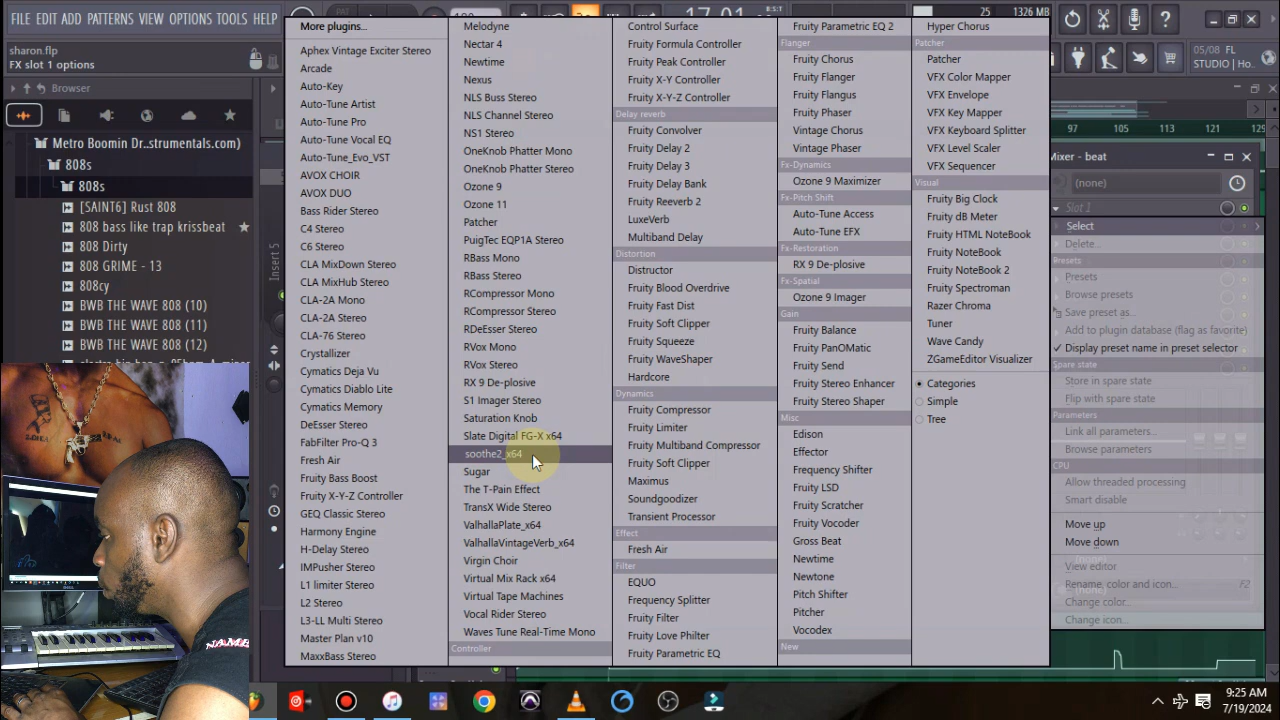 FILE EDIT ADD PATTERNS VIEW OPTIONS TOOLS HELP
sharon.flp
FX slot 1 options
Browser
Metro Boomin Dr..strumentals.com)
808s
808s
[SAINT6] Rust 808
808 bass like trap krissbeat
808 Dirty
808 GRIME - 13
808cy
BWB THE WAVE 808 (10)
BWB THE WAVE 808 (11)
BWB THE WAVE 808 (12)
Insert 5
PAT
17:01
B:S:T
25
1326 MB
05/08 FL
STUDIO | Ho..
97 105 113 121 129
More plugins...
Aphex Vintage Exciter Stereo
Arcade
Auto-Key
Auto-Tune Artist
Auto-Tune Pro
Auto-Tune Vocal EQ
Auto-Tune_Evo_VST
AVOX CHOIR
AVOX DUO
Bass Rider Stereo
C4 Stereo
C6 Stereo
CLA MixDown Stereo
CLA MixHub Stereo
CLA-2A Mono
CLA-2A Stereo
CLA-76 Stereo
Crystallizer
Cymatics Deja Vu
Cymatics Diablo Lite
Cymatics Memory
DeEsser Stereo
FabFilter Pro-Q 3
Fresh Air
Fruity Bass Boost
Fruity X-Y-Z Controller
GEQ Classic Stereo
Harmony Engine
H-Delay Stereo
IMPusher Stereo
L1 limiter Stereo
L2 Stereo
L3-LL Multi Stereo
Master Plan v10
MaxxBass Stereo
Melodyne
Nectar 4
Newtime
Nexus
NLS Buss Stereo
NLS Channel Stereo
NS1 Stereo
OneKnob Phatter Mono
OneKnob Phatter Stereo
Ozone 9
Ozone 11
Patcher
PuigTec EQP1A Stereo
RBass Mono
RBass Stereo
RCompressor Mono
RCompressor Stereo
RDeEsser Stereo
RVox Mono
RVox Stereo
RX 9 De-plosive
S1 Imager Stereo
Saturation Knob
Slate Digital FG-X x64
soothe2_x64
Sugar
The T-Pain Effect
TransX Wide Stereo
ValhallaPlate_x64
ValhallaVintageVerb_x64
Virgin Choir
Virtual Mix Rack x64
Virtual Tape Machines
Vocal Rider Stereo
Waves Tune Real-Time Mono
Controller
Control Surface
Fruity Formula Controller
Fruity Peak Controller
Fruity X-Y Controller
Fruity X-Y-Z Controller
Delay reverb
Fruity Convolver
Fruity Delay 2
Fruity Delay 3
Fruity Delay Bank
Fruity Reeverb 2
LuxeVerb
Multiband Delay
Distortion
Distructor
Fruity Blood Overdrive
Fruity Fast Dist
Fruity Soft Clipper
Fruity Squeeze
Fruity WaveShaper
Hardcore
Dynamics
Fruity Compressor
Fruity Limiter
Fruity Multiband Compressor
Fruity Soft Clipper
Maximus
Soundgoodizer
Transient Processor
Effect
Fresh Air
Filter
EQUO
Frequency Splitter
Fruity Filter
Fruity Love Philter
Fruity Parametric EQ
Fruity Parametric EQ 2
Flanger
Fruity Chorus
Fruity Flanger
Fruity Flangus
Fruity Phaser
Vintage Chorus
Vintage Phaser
Fx-Dynamics
Ozone 9 Maximizer
Fx-Pitch Shift
Auto-Tune Access
Auto-Tune EFX
Fx-Restoration
RX 9 De-plosive
Fx-Spatial
Ozone 9 Imager
Gain
Fruity Balance
Fruity PanOMatic
Fruity Send
Fruity Stereo Enhancer
Fruity Stereo Shaper
Misc
Edison
Effector
Frequency Shifter
Fruity LSD
Fruity Scratcher
Fruity Vocoder
Gross Beat
Newtime
Newtone
Pitch Shifter
Pitcher
Vocodex
New
Hyper Chorus
Patcher
Patcher
VFX Color Mapper
VFX Envelope
VFX Key Mapper
VFX Keyboard Splitter
VFX Level Scaler
VFX Sequencer
Visual
Fruity Big Clock
Fruity dB Meter
Fruity HTML NoteBook
Fruity NoteBook
Fruity NoteBook 2
Fruity Spectroman
Razer Chroma
Tuner
Wave Candy
ZGameEditor Visualizer
Categories
Simple
Tree
Mixer - beat
(none)
Slot 1
Select
Delete...
Presets
Presets
Browse presets
Save preset as...
Add to plugin database (flag as favorite)
Display preset name in preset selector
Spare state
Store in spare state
Flip with spare state
Parameters
Link all parameters...
Browse parameters
CPU
Allow threaded processing
Smart disable
Move up
Move down
View editor
Rename, color and icon... F2
Change color...
Change icon...
9:25 AM
7/19/2024